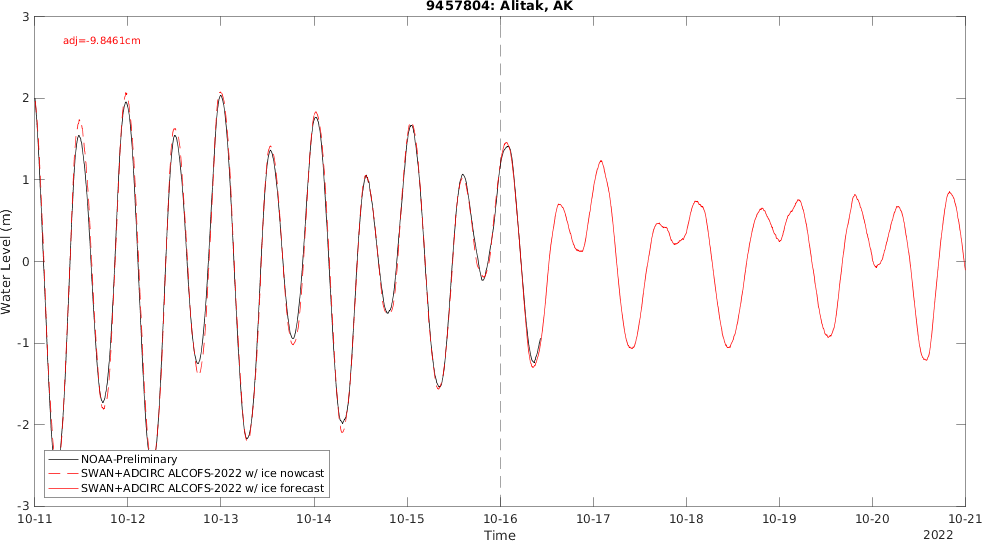 9457804: Alitak, AK
adj=-9.8461cm
Water Level (m)
3
2
1
0
-1
-2
-3
NOAA-Preliminary
SWAN+ADCIRC ALCOFS-2022 w/ ice nowcast
SWAN+ADCIRC ALCOFS-2022 w/ ice forecast
10-11 10-12 10-13 10-14 10-15 10-16 10-17 10-18 10-19 10-20 10-21
Time
2022